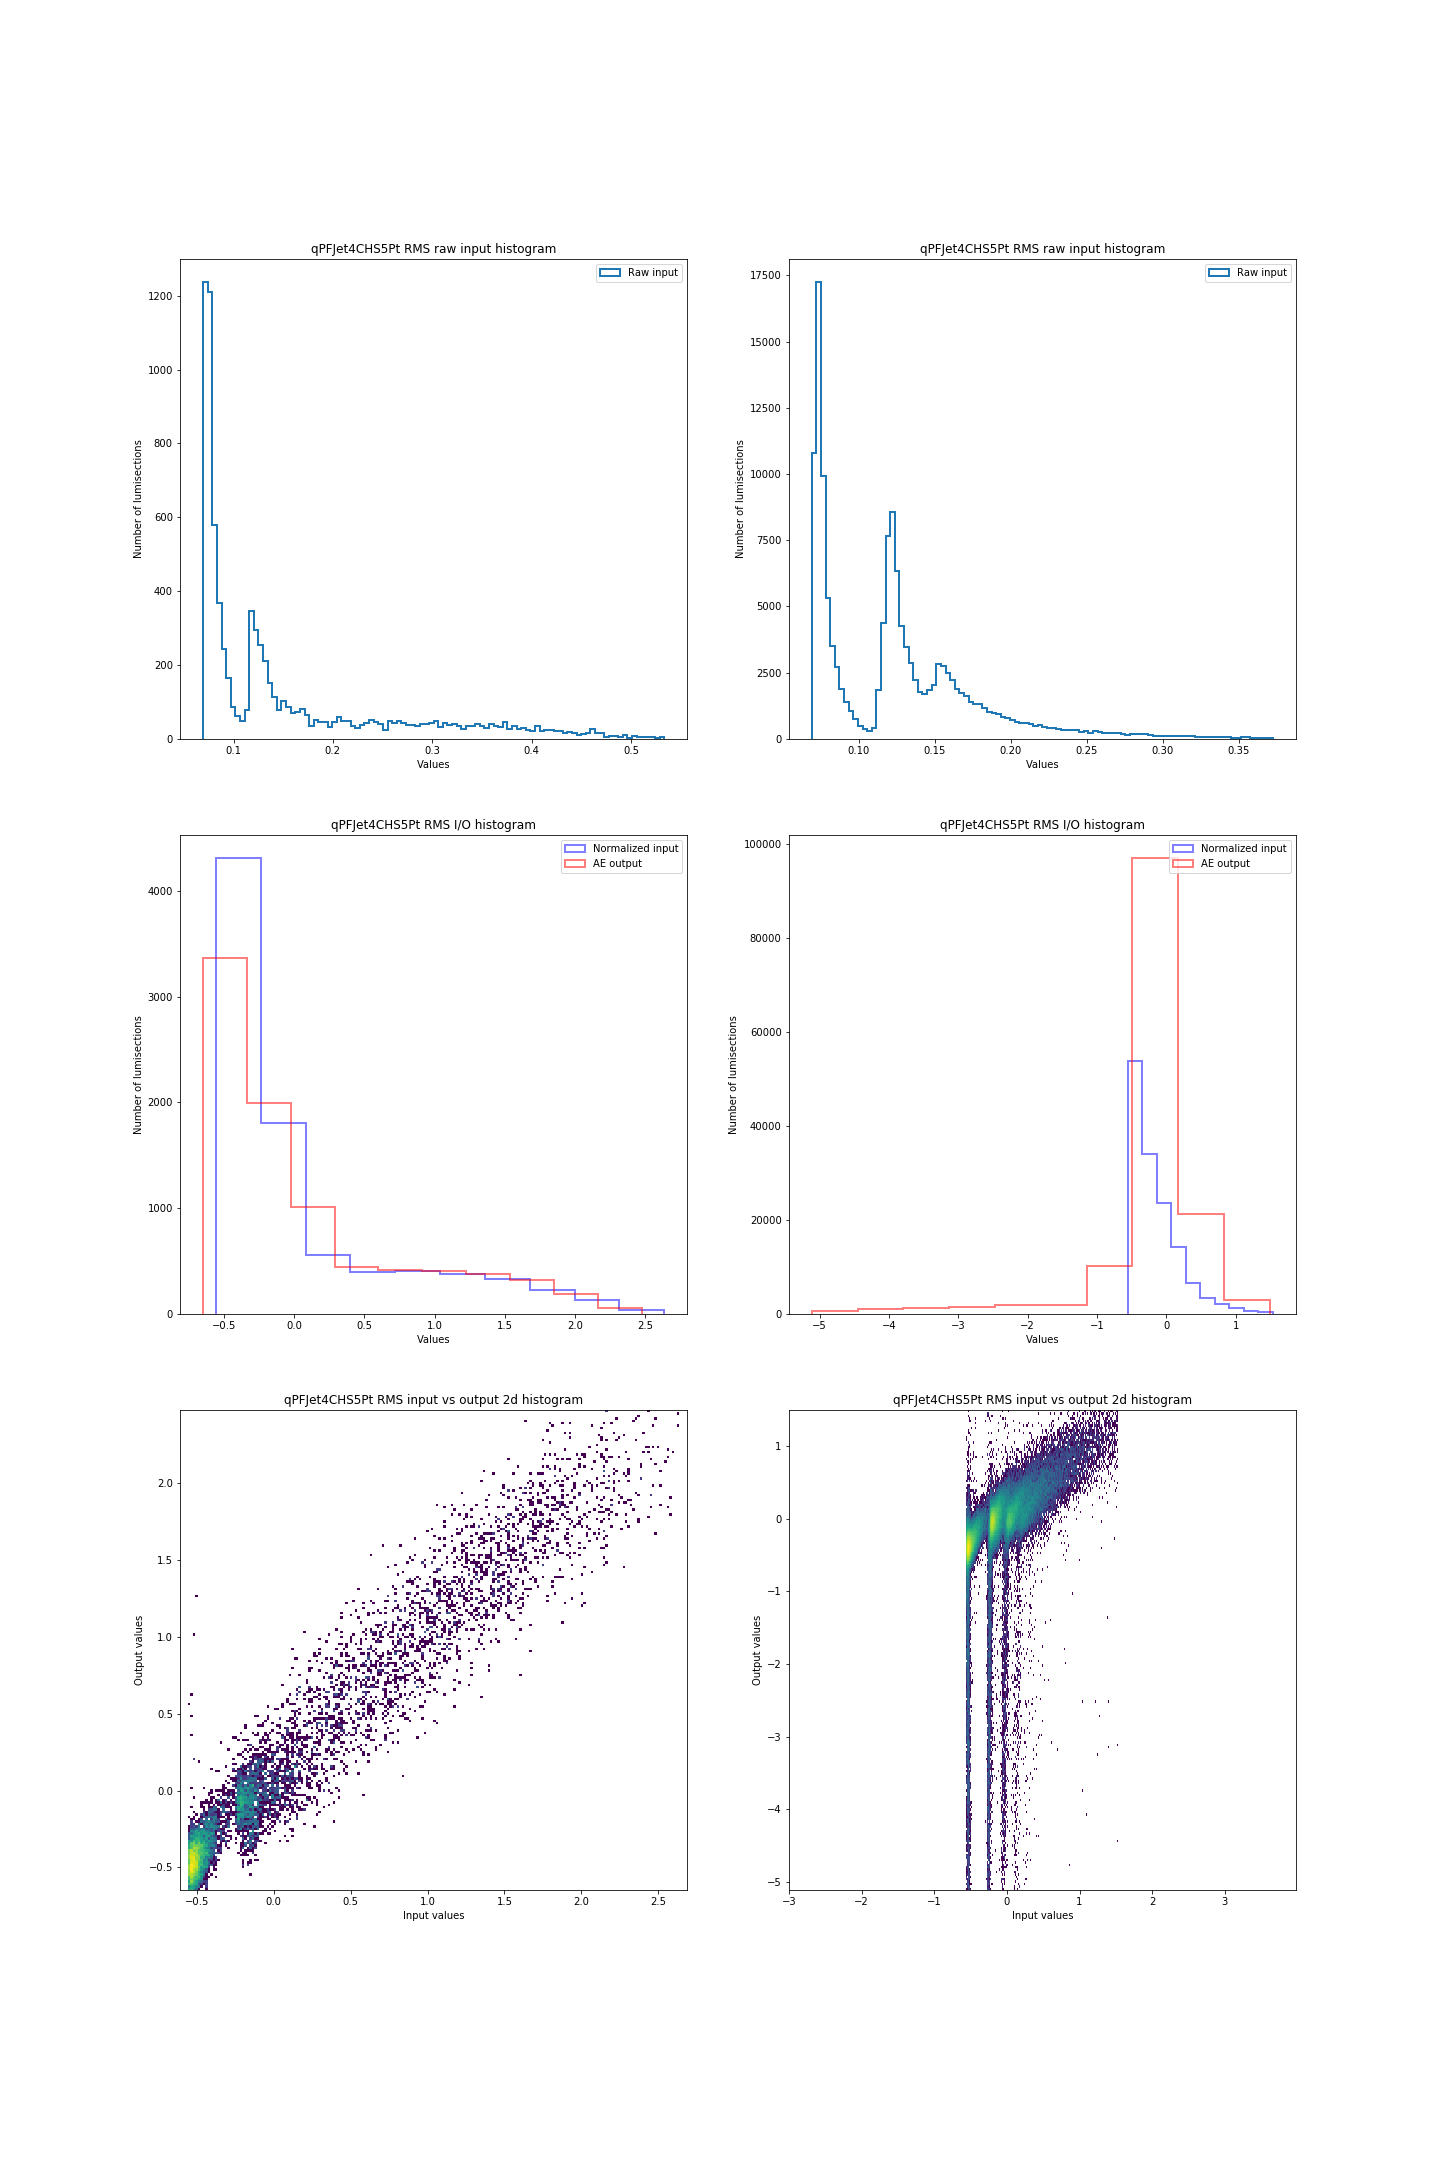 qPFJet4CHS5Pt RMS raw input histogram
Raw input
1200
1000
800
600
400
200
0
Number of lumisections
0.1 0.2 0.3 0.4 0.5
Values
qPFJet4CHS5Pt RMS raw input histogram
Raw input
17500
15000
12500
10000
7500
5000
2500
0
Number of lumisections
0.10 0.15 0.20 0.25 0.30 0.35
Values
qPFJet4CHS5Pt RMS I/O histogram
Normalized input
AE output
4000
3000
2000
1000
0
Number of lumisections
−0.5 0.0 0.5 1.0 1.5 2.0 2.5
Values
qPFJet4CHS5Pt RMS I/O histogram
Normalized input
AE output
100000
80000
60000
40000
20000
0
Number of lumisections
−5 −4 −3 −2 −1 0 1
Values
qPFJet4CHS5Pt RMS input vs output 2d histogram
2.0
1.5
1.0
0.5
0.0
−0.5
Output values
−0.5 0.0 0.5 1.0 1.5 2.0 2.5
Input values
qPFJet4CHS5Pt RMS input vs output 2d histogram
1
0
−1
−2
−3
−4
−5
Output values
−3 −2 −1 0 1 2 3
Input values